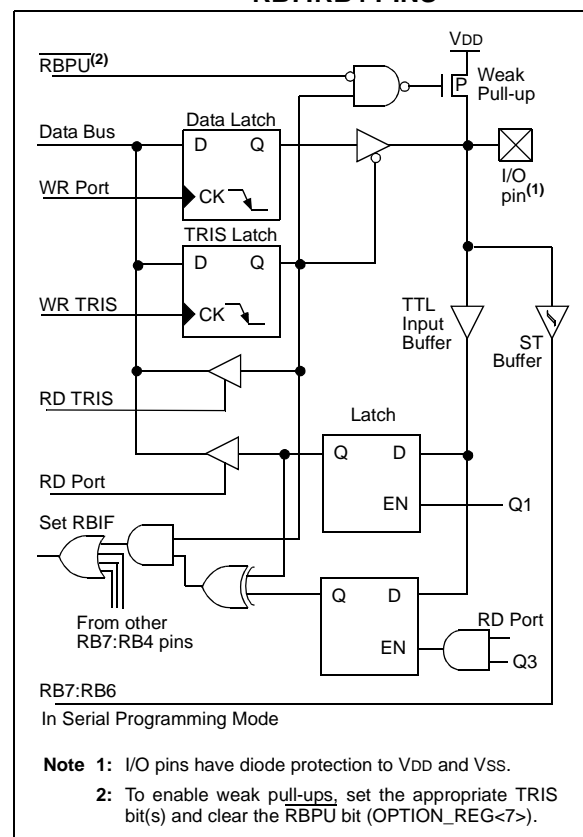 RBPU(2)
VDD
P
Weak
Pull-up
Data Bus
Data Latch
D Q
WR Port
CK
I/O
pin(1)
TRIS Latch
D Q
WR TRIS
CK
TTL
Input
Buffer
ST
Buffer
RD TRIS
Latch
Q D
RD Port
EN
Q1
Set RBIF
Q D
From other
RB7:RB4 pins
RD Port
EN
Q3
RB7:RB6
In Serial Programming Mode
Note 1: I/O pins have diode protection to VDD and VSS.
2: To enable weak pull-ups, set the appropriate TRIS
bit(s) and clear the RBPU bit (OPTION_REG<7>).